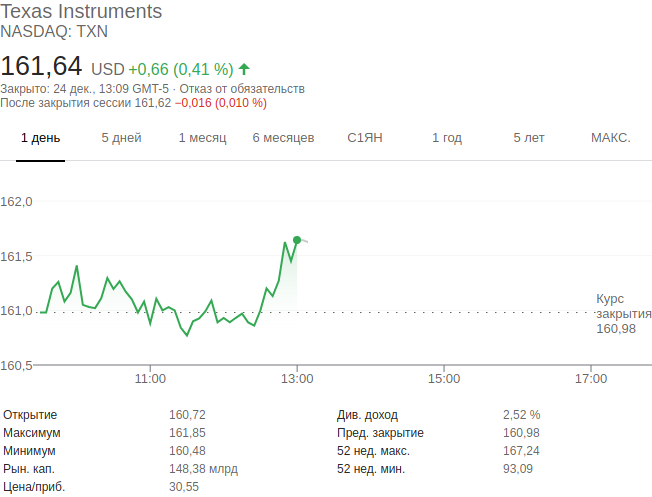 Texas Instruments
NASDAQ: TXN
161,64 USD +0,66 (0,41 %)
Закрыто: 24 дек., 13:09 GMT-5 · Отказ от обязательств
После закрытия сессии 161,62 −0,016 (0,010 %)
1 день 5 дней 1 месяц 6 месяцев С1ЯН 1 год 5 лет МАКС.
162,0
161,5
161,0
160,5
Курс
закрытия
160,98
11:00 13:00 15:00 17:00
Открытие 160,72 Див. доход 2,52 %
Максимум 161,85 Пред. закрытие 160,98
Минимум 160,48 52 нед. макс. 167,24
Рын. кап. 148,38 млрд 52 нед. мин. 93,09
Цена/приб. 30,55